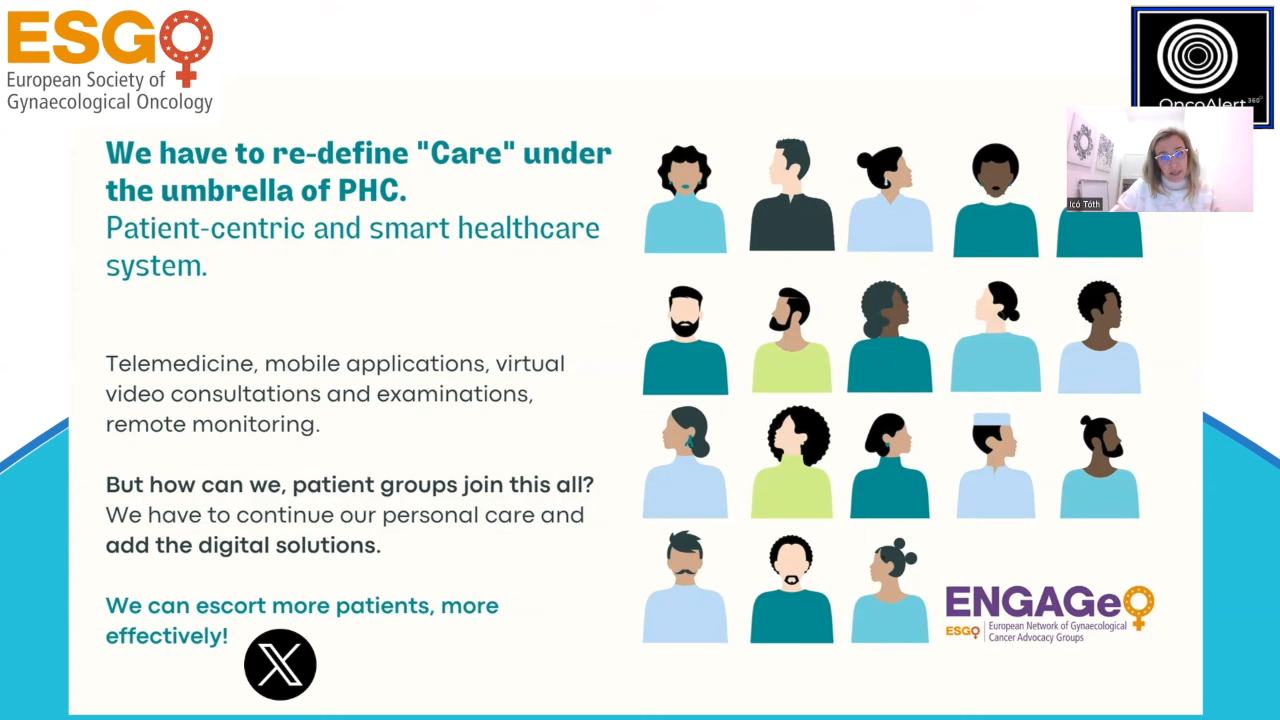 ESGO
European Society of
Gynaecological Oncology
OncoAlert 360°
Icó Tóth
We have to re-define "Care" under
the umbrella of PHC.
Patient-centric and smart healthcare
system.
Telemedicine, mobile applications, virtual
video consultations and examinations,
remote monitoring.
But how can we, patient groups join this all?
We have to continue our personal care and
add the digital solutions.
We can escort more patients, more
effectively!
X
ENGAGeO
ESGO
European Network of Gynaecological
Cancer Advocacy Groups